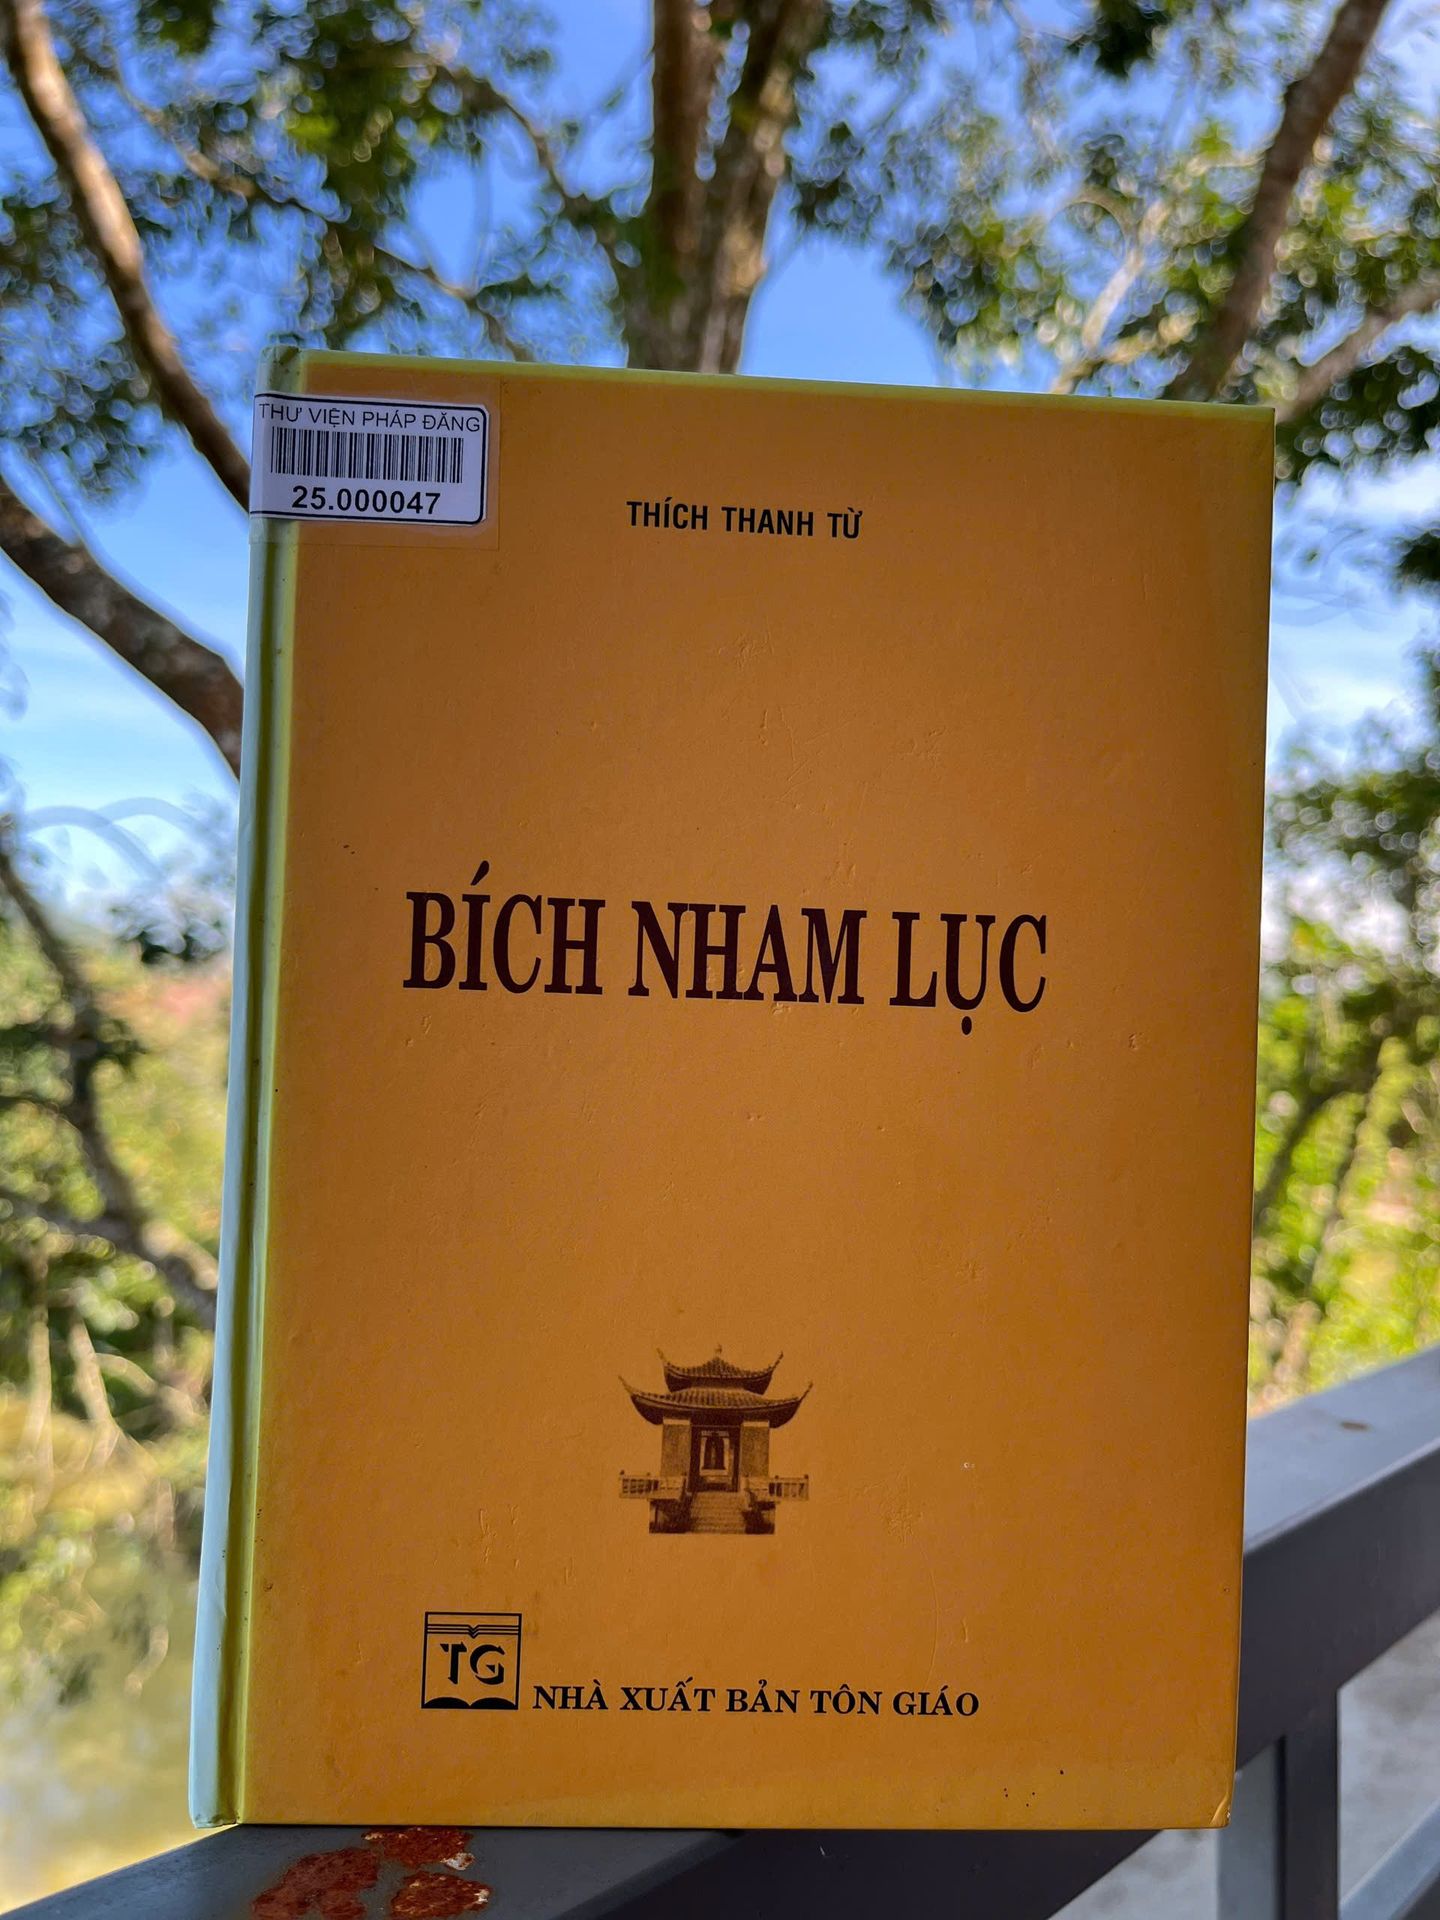 THƯ VIỆN PHÁP ĐĂNG
25.000047
THÍCH THANH TỪ
BÍCH NHAM LỤC
TG
NHÀ XUẤT BẢN TÔN GIÁO